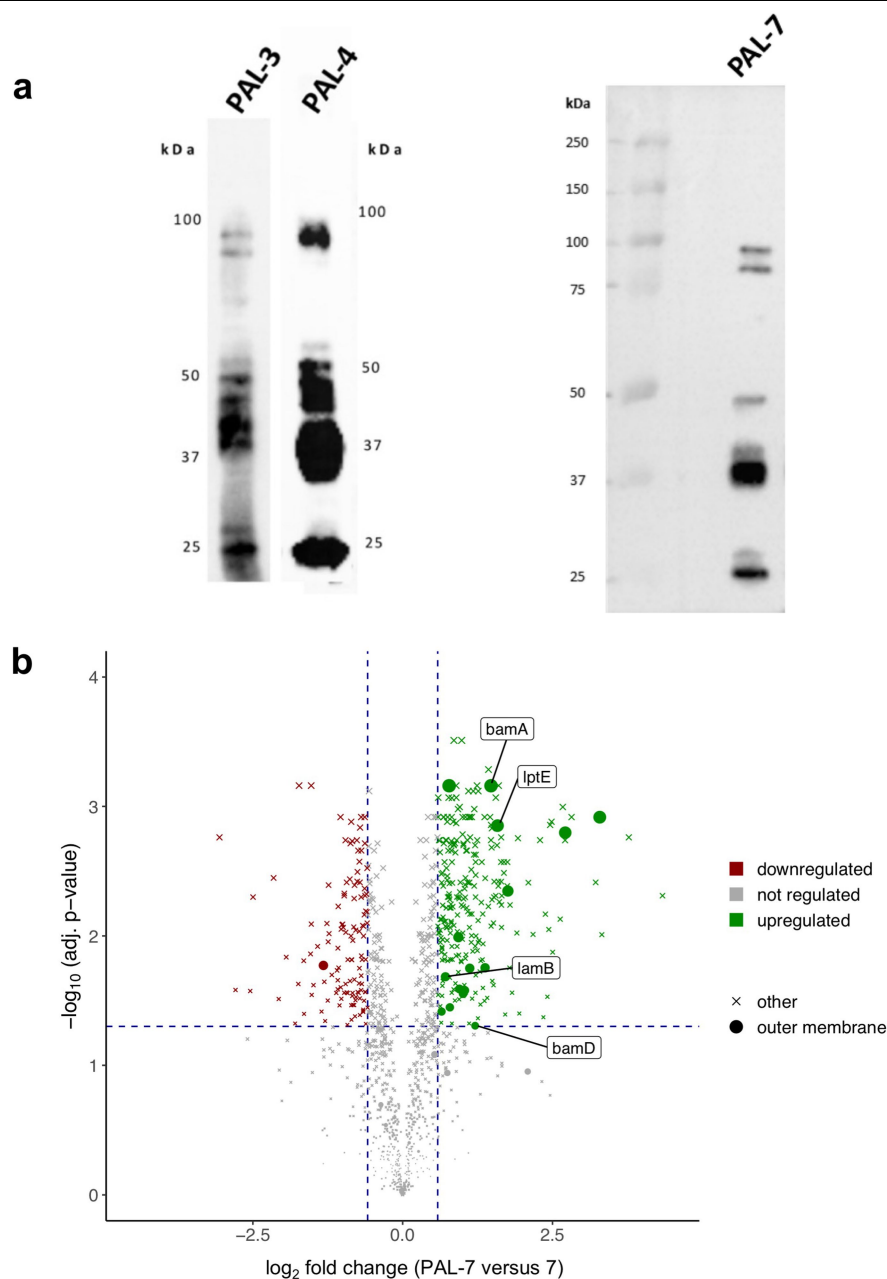 a
PAL-3
PAL-4
PAL-7
kDa
kDa
kDa
100
50
37
25
100
50
37
25
250
150
100
75
50
37
25
b
−log10 (adj. p−value)
4
3
2
1
0
bamA
lptE
lamB
bamD
−2.5
0.0
2.5
log2 fold change (PAL-7 versus 7)
downregulated
not regulated
upregulated
other
outer membrane